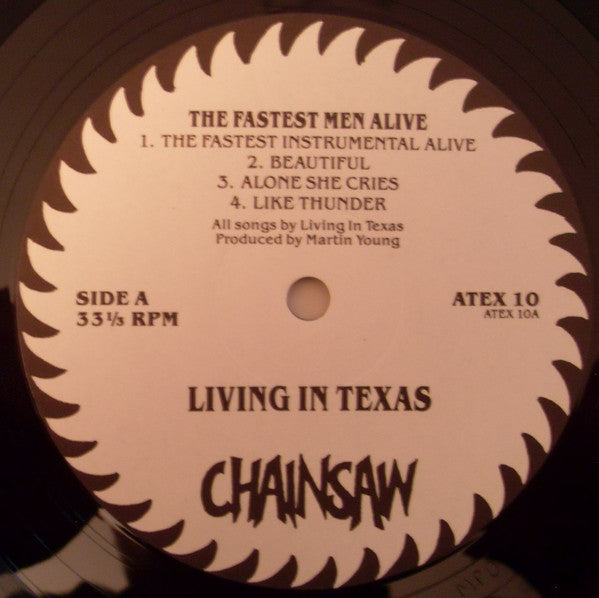 THE FASTEST MEN ALIVE
1. THE FASTEST INSTRUMENTAL ALIVE
2. BEAUTIFUL
3. ALONE SHE CRIES
4. LIKE THUNDER
All songs by Living In Texas
Produced by Martin Young
SIDE A
33⅓ RPM
ATEX 10
ATEX 10A
LIVING IN TEXAS
CHAINSAW